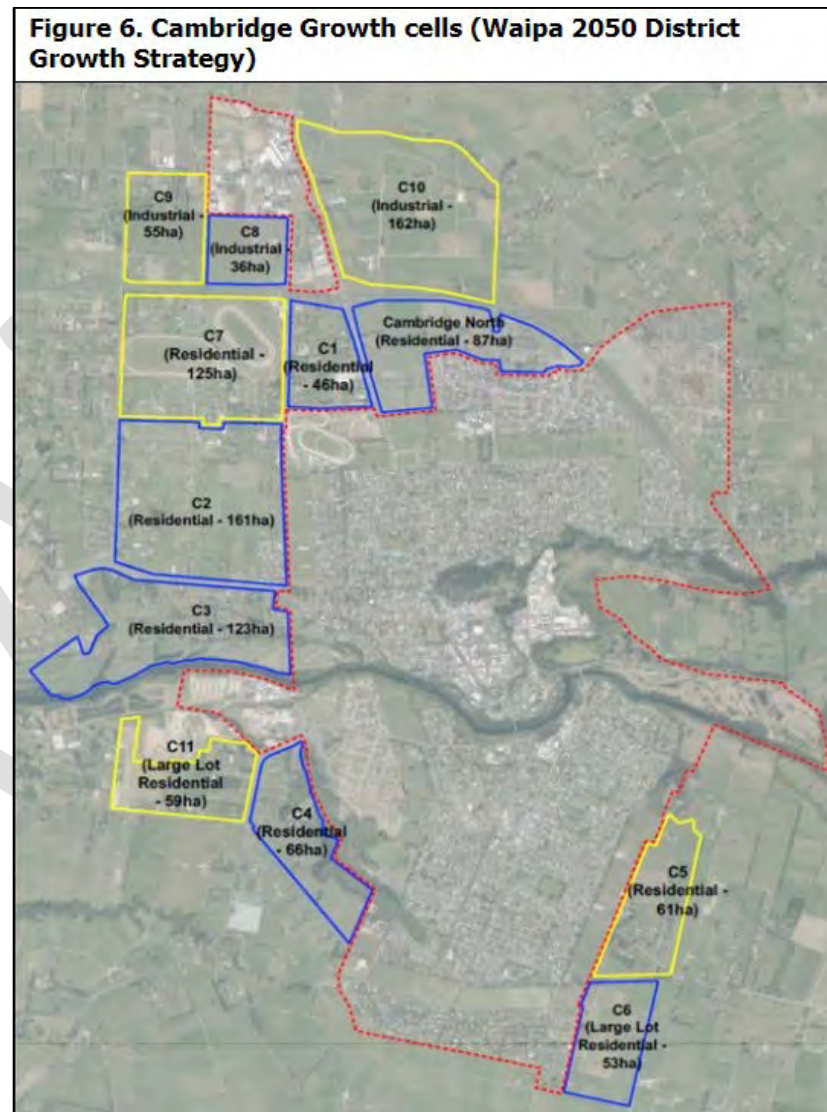 Figure 6. Cambridge Growth cells (Waipa 2050 District
Growth Strategy)
C9
(Industrial -
55ha)
C8
(Industrial -
36ha)
C10
(Industrial -
162ha)
C7
(Residential -
125ha)
C1
(Residential
- 46ha)
Cambridge North
(Residential - 87ha)
C2
(Residential - 161ha)
C3
(Residential - 123ha)
C11
(Large Lot
Residential
- 59ha)
C4
(Residential
- 66ha)
C5
(Residential -
61ha)
C6
(Large Lot
Residential -
53ha)